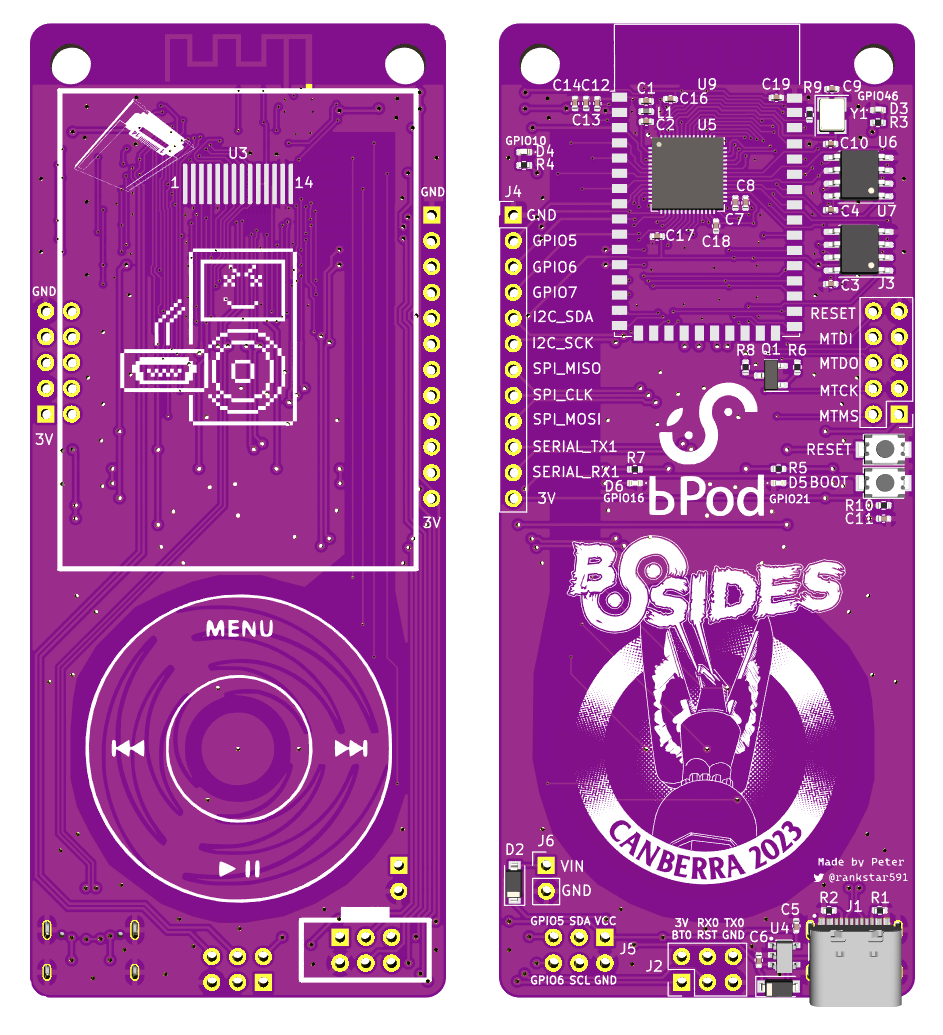 U3
1
14
GND
GND
3V
3V
MENU
C14
C12
C13
C1
U9
C16
L1
C2
U5
C19
R9
C9
GPIO46
D3
R3
Y1
GPIO10
D4
R4
C10
U6
C8
C7
C4
U7
C17
C18
C3
J3
J4
GND
GPIO5
GPIO6
GPIO7
I2C_SDA
I2C_SCK
SPI_MISO
SPI_CLK
SPI_MOSI
SERIAL_TX1
SERIAL_RX1
3V
RESET
MTDI
MTDO
MTCK
MTMS
R8
Q1
R6
RESET
BOOT
R7
D6
GPIO16
R5
D5
GPIO21
R10
C11
bPod
BSIDES
CANBERRA 2023
D2
J6
VIN
GND
Made by Peter
@rankstar591
R2
J1
R1
GPIO5 SDA VCC
J5
GPIO6 SCL GND
3V RX0 TX0
BT0 RST GND
J2
C5
U4
C6